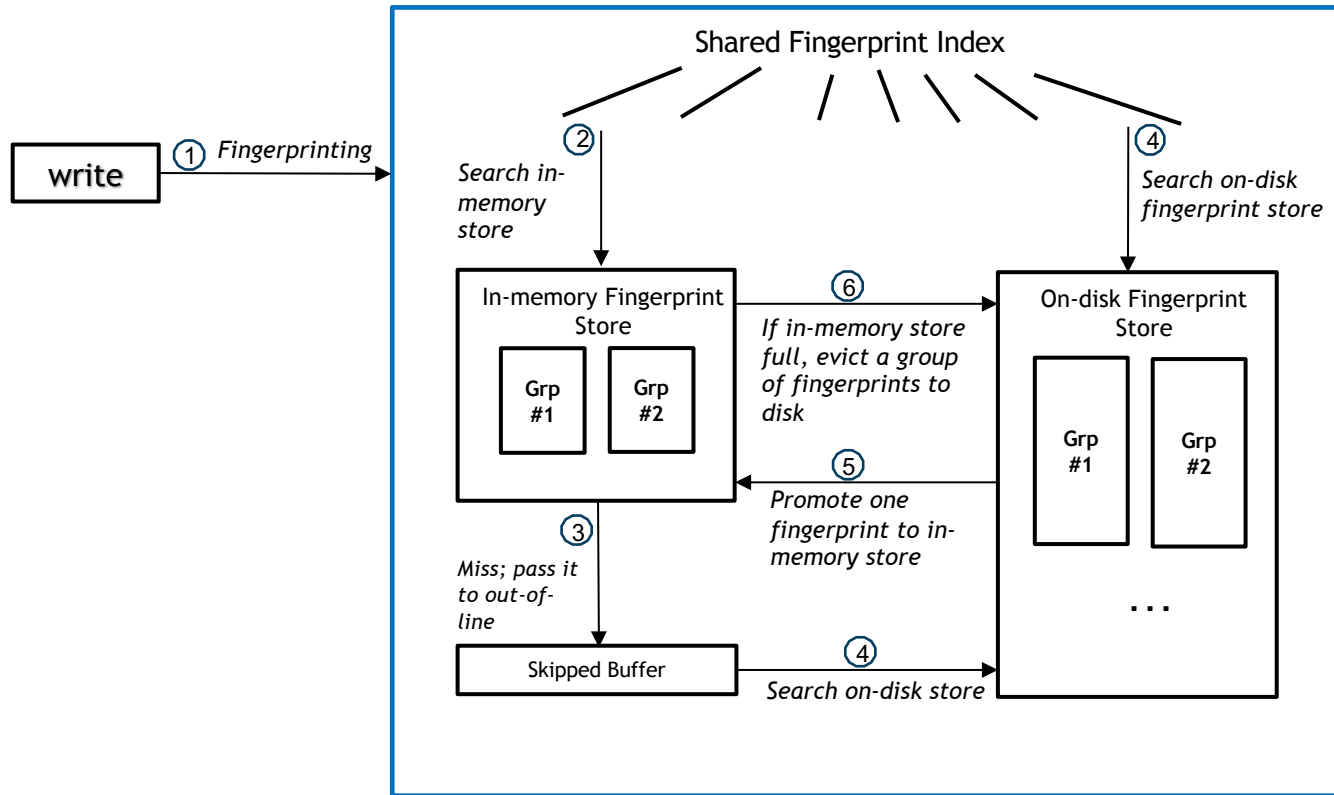 Shared Fingerprint Index
write
1
Fingerprinting
2
Search in-
memory
store
4
Search on-disk
fingerprint store
In-memory Fingerprint
Store
Grp
#1
Grp
#2
6
If in-memory store
full, evict a group
of fingerprints to
disk
On-disk Fingerprint
Store
Grp
#1
Grp
#2
...
5
Promote one
fingerprint to in-
memory store
3
Miss; pass it
to out-of-
line
Skipped Buffer
4
Search on-disk store